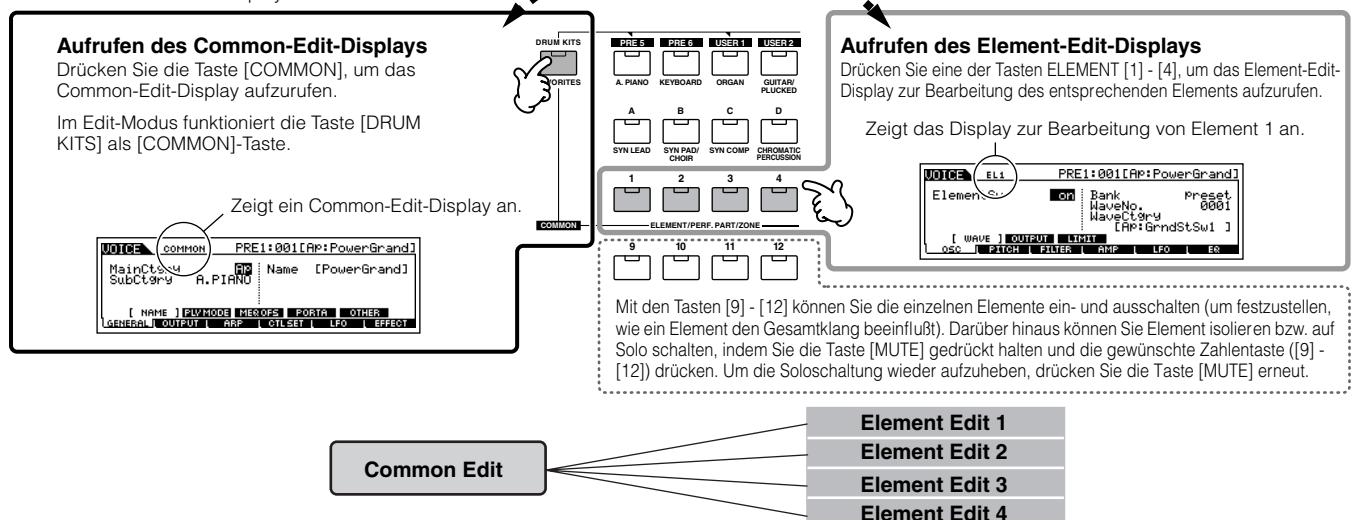 Aufrufen des Common-Edit-Displays
Drücken Sie die Taste [COMMON], um das
Common-Edit-Display aufzurufen.
Im Edit-Modus funktioniert die Taste [DRUM
KITS] als [COMMON]-Taste.
Zeigt ein Common-Edit-Display an.
VOICE COMMON PRE1:001[AP:PowerGrand]
MainCtgry AP Name [PowerGrand]
SubCtgry A.PIANO
[ NAME ] PLYMODE MEQOFS PORTA OTHER
GENERAL OUTPUT ARP CTLSET LFO EFFECT
DRUM KITS PRE 5 PRE 6 USER 1 USER 2
A. PIANO KEYBOARD ORGAN GUITAR/
PLUCKED
A B C D
SYN LEAD SYN PAD/
CHOIR SYN COMP CHROMATIC
PERCUSSION
1 2 3 4
COMMON ELEMENT/PERF. PART/ZONE
9 10 11 12
Aufrufen des Element-Edit-Displays
Drücken Sie eine der Tasten ELEMENT [1] - [4], um das Element-Edit-
Display zur Bearbeitung des entsprechenden Elements aufzurufen.
Zeigt das Display zur Bearbeitung von Element 1 an.
VOICE EL1 PRE1:001[AP:PowerGrand]
on Bank preset
WaveNo. 0001
WaveCtgry
[AP:GrndStSw1 ]
[ WAVE ] OUTPUT LIMIT
OSC PITCH FILTER AMP LFO EQ
Mit den Tasten [9] - [12] können Sie die einzelnen Elemente ein- und ausschalten (um festzustellen,
wie ein Element den Gesamtklang beeinflußt). Darüber hinaus können Sie Element isolieren bzw. auf
Solo schalten, indem Sie die Taste [MUTE] gedrückt halten und die gewünschte Zahlentaste ([9] -
[12]) drücken. Um die Soloschaltung wieder aufzuheben, drücken Sie die Taste [MUTE] erneut.
Common Edit
Element Edit 1
Element Edit 2
Element Edit 3
Element Edit 4